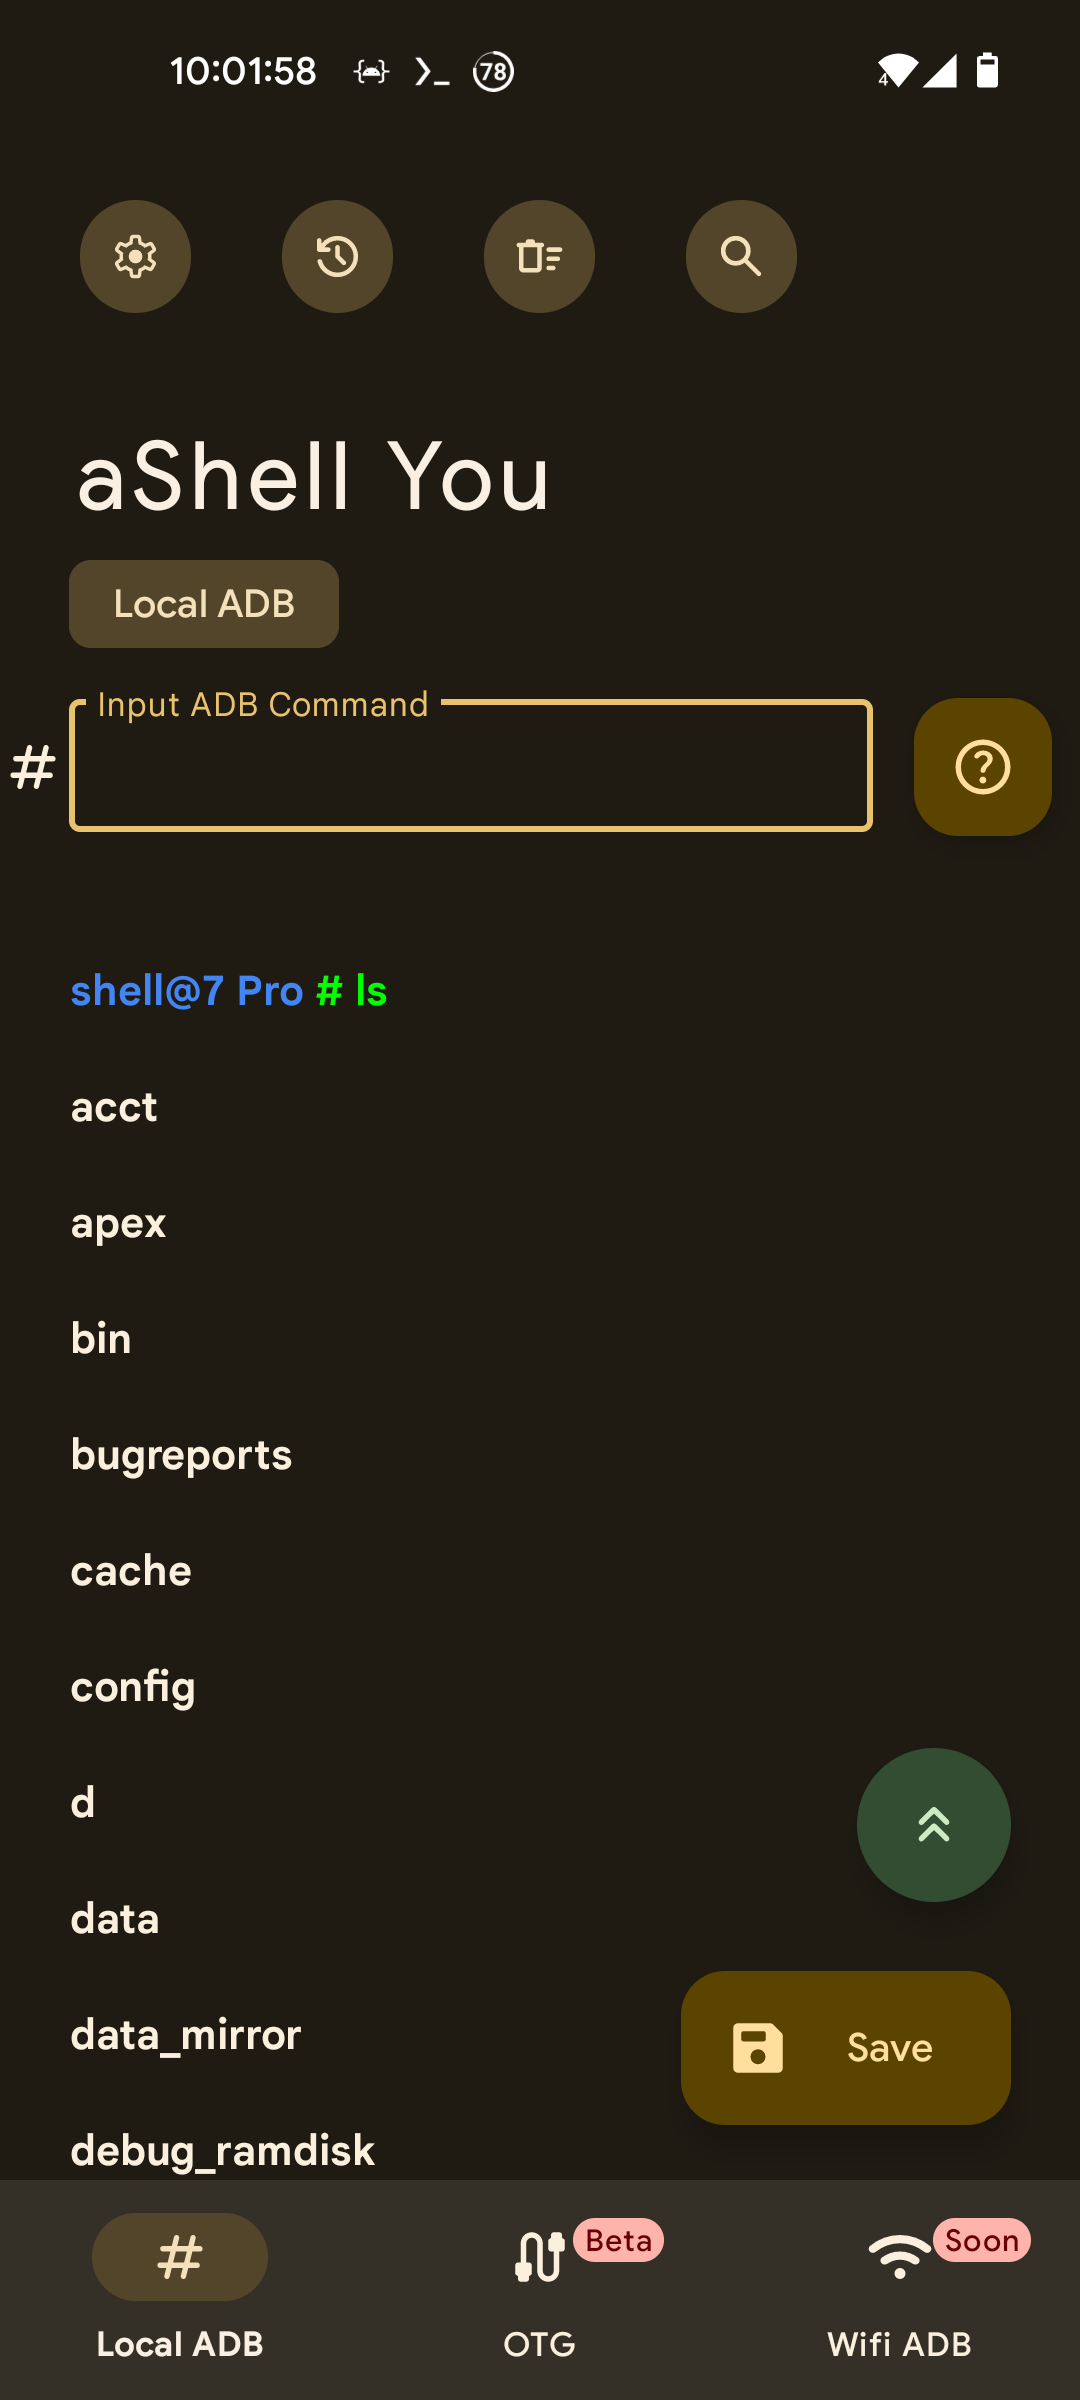 10:01:58 78 4
aShell You
Local ADB
Input ADB Command
#
shell@7 Pro # ls
acct
apex
bin
bugreports
cache
config
d
data
data_mirror
Save
debug_ramdisk
# Beta Soon
Local ADB OTG Wifi ADB